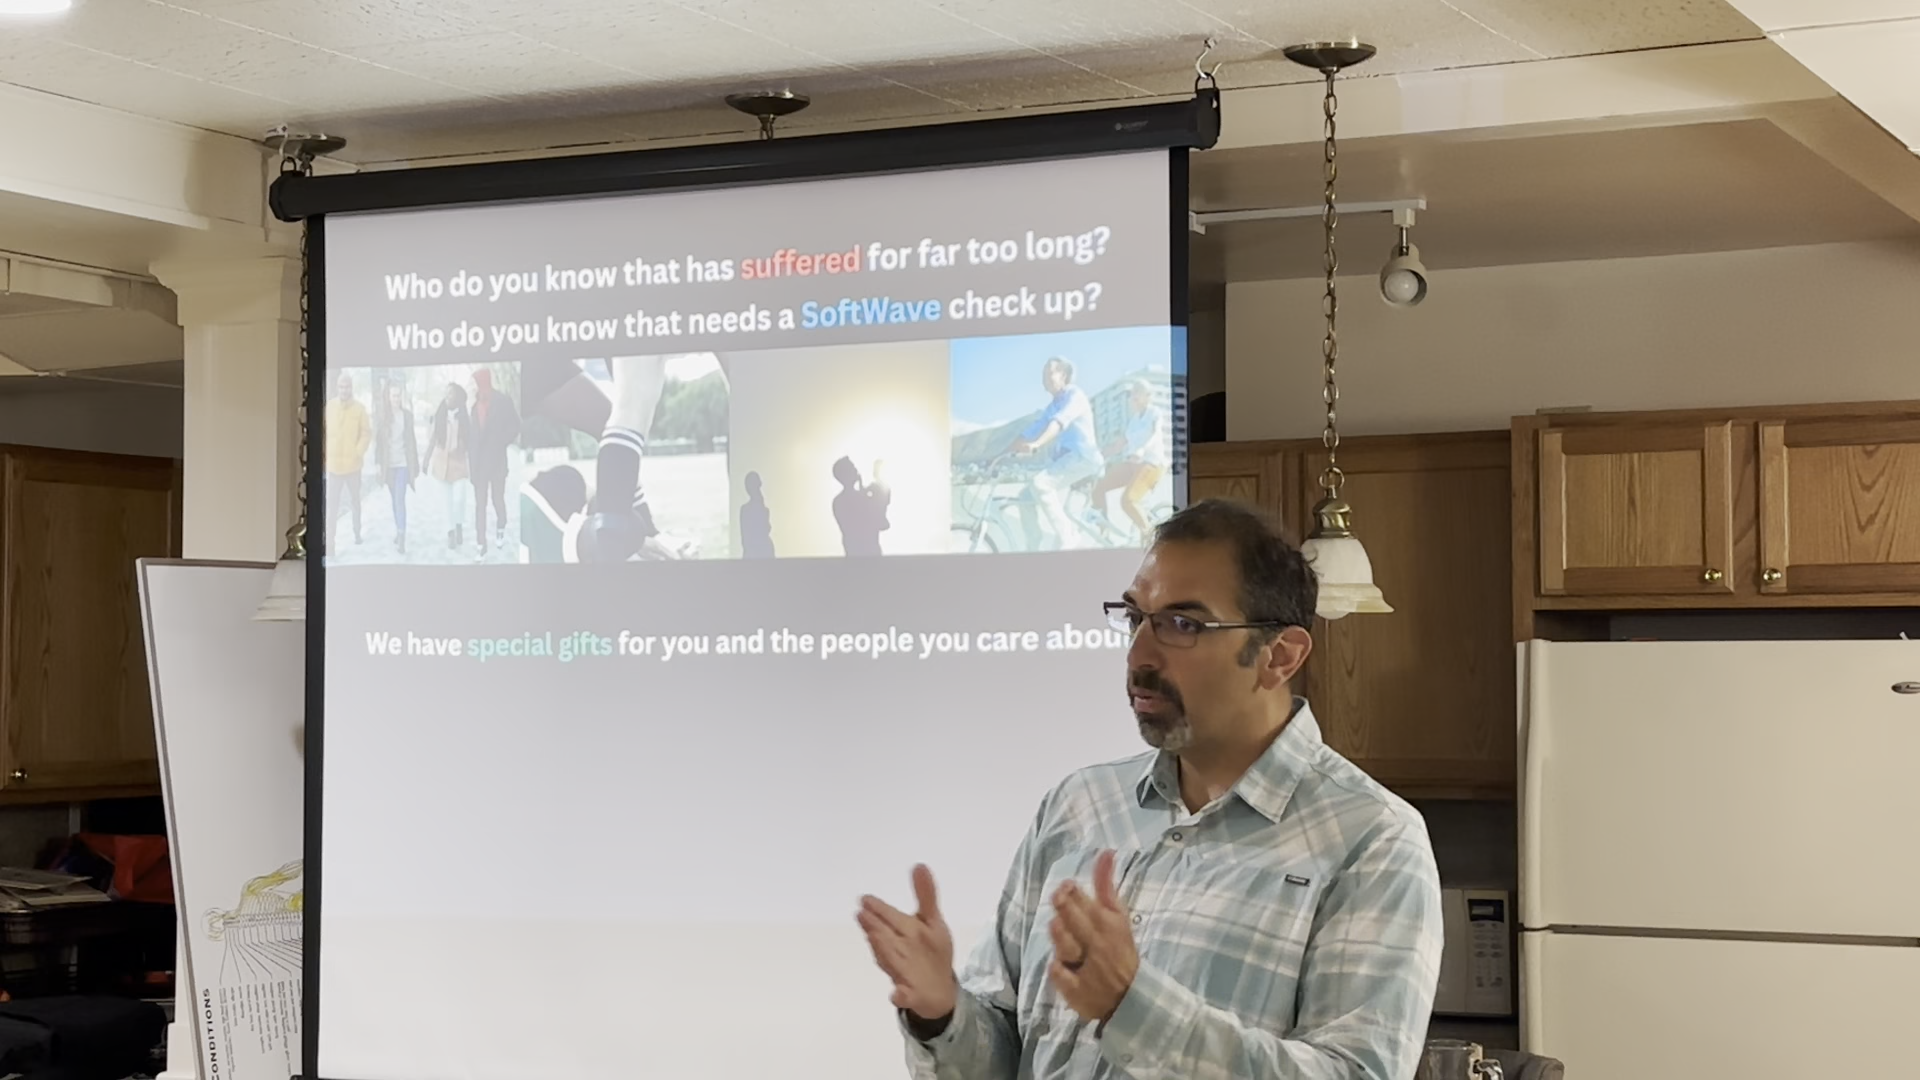 Who do you know that has suffered for far too long?
Who do you know that needs a SoftWave check up?
We have special gifts for you and the people you care about
CONDITIONS